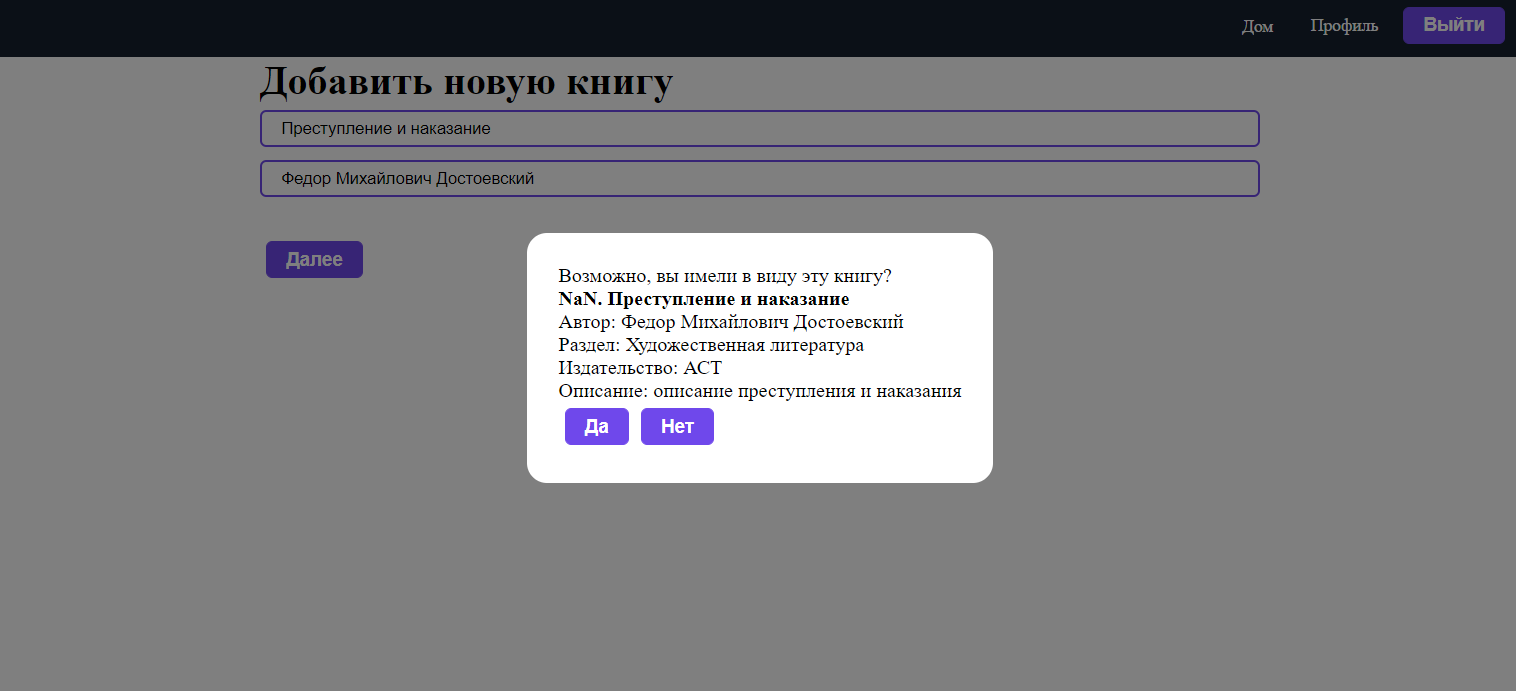 Дом Профиль Выйти
Добавить новую книгу
Преступление и наказание
Федор Михайлович Достоевский
Далее
Возможно, вы имели в виду эту книгу?
NaN. Преступление и наказание
Автор: Федор Михайлович Достоевский
Раздел: Художественная литература
Издательство: АСТ
Описание: описание преступления и наказания
Да Нет